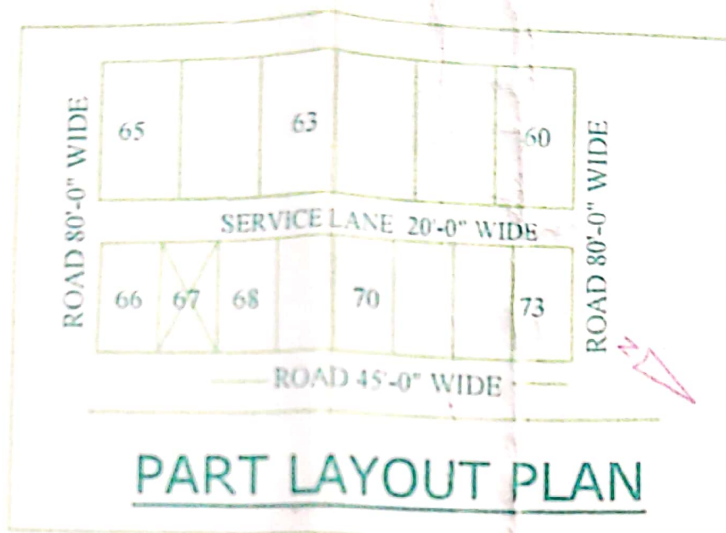 65 63 60
ROAD 80'-0" WIDE
ROAD 80'-0" WIDE
SERVICE LANE 20'-0" WIDE
66 67 68 70 73
N
ROAD 45'-0" WIDE
PART LAYOUT PLAN